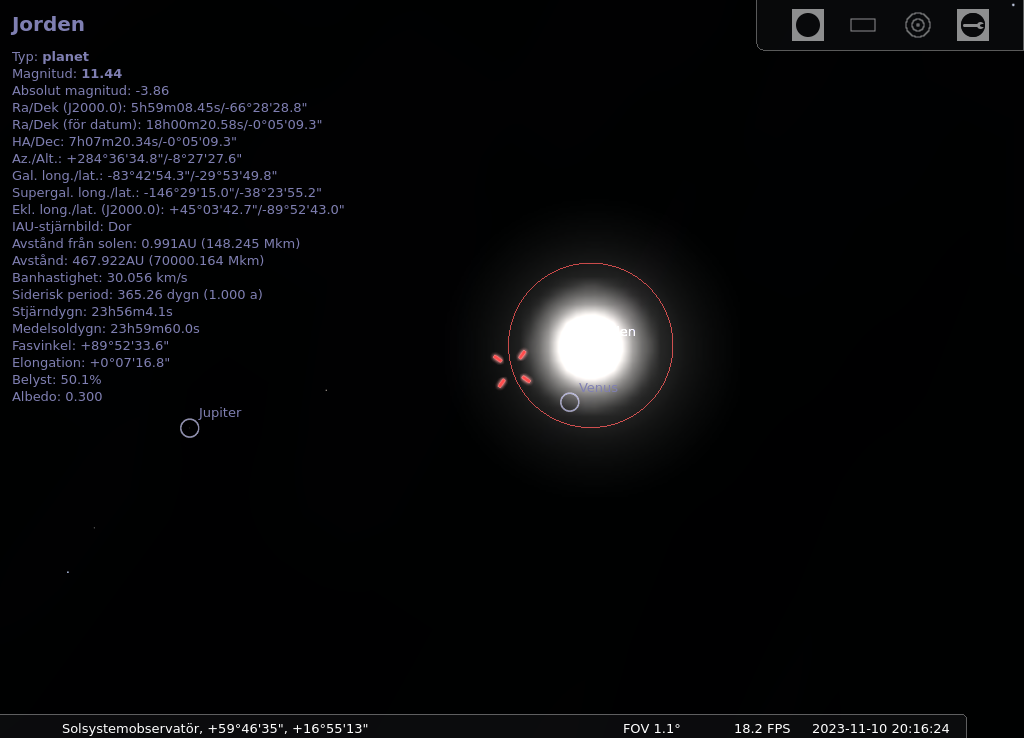 Jorden
Typ: planet
Magnitud: 11.44
Absolut magnitud: -3.86
Ra/Dek (J2000.0): 5h59m08.45s/-66°28'28.8"
Ra/Dek (för datum): 18h00m20.58s/-0°05'09.3"
HA/Dec: 7h07m20.34s/-0°05'09.3"
Az./Alt.: +284°36'34.8"/-8°27'27.6"
Gal. long./lat.: -83°42'54.3"/-29°53'49.8"
Supergal. long./lat.: -146°29'15.0"/-38°23'55.2"
Ekl. long./lat. (J2000.0): +45°03'42.7"/-89°52'43.0"
IAU-stjärnbild: Dor
Avstånd från solen: 0.991AU (148.245 Mkm)
Avstånd: 467.922AU (70000.164 Mkm)
Banhastighet: 30.056 km/s
Siderisk period: 365.26 dygn (1.000 a)
Stjärndygn: 23h56m4.1s
Medelsoldygn: 23h59m60.0s
Fasvinkel: +89°52'33.6"
Elongation: +0°07'16.8"
Belyst: 50.1%
Albedo: 0.300
Venus
Jupiter
Solsystemobservatör, +59°46'35", +16°55'13"
FOV 1.1°
18.2 FPS
2023-11-10 20:16:24